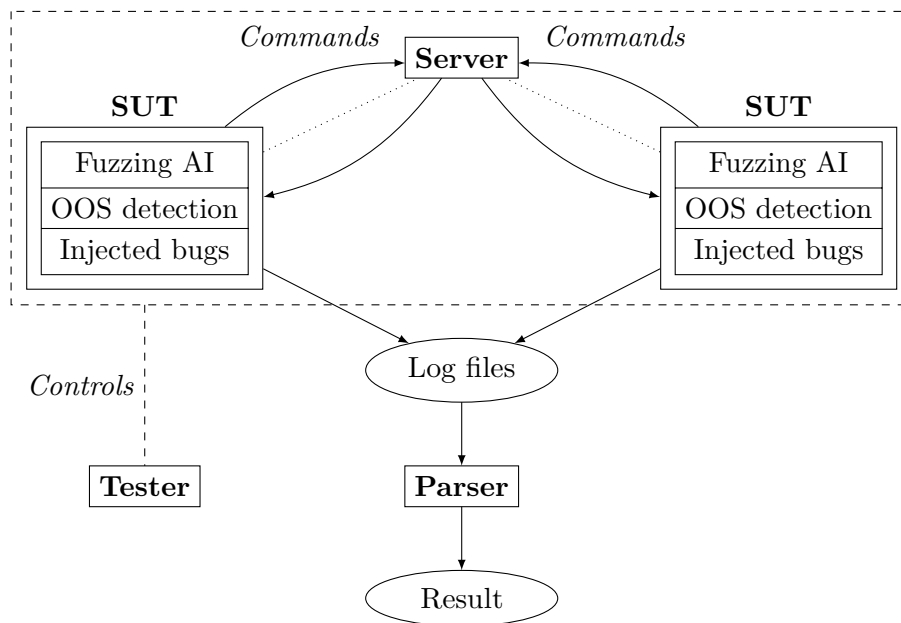 Commands
Commands
Server
SUT
SUT
Fuzzing AI
OOS detection
Injected bugs
Fuzzing AI
OOS detection
Injected bugs
Log files
Controls
Tester
Parser
Result